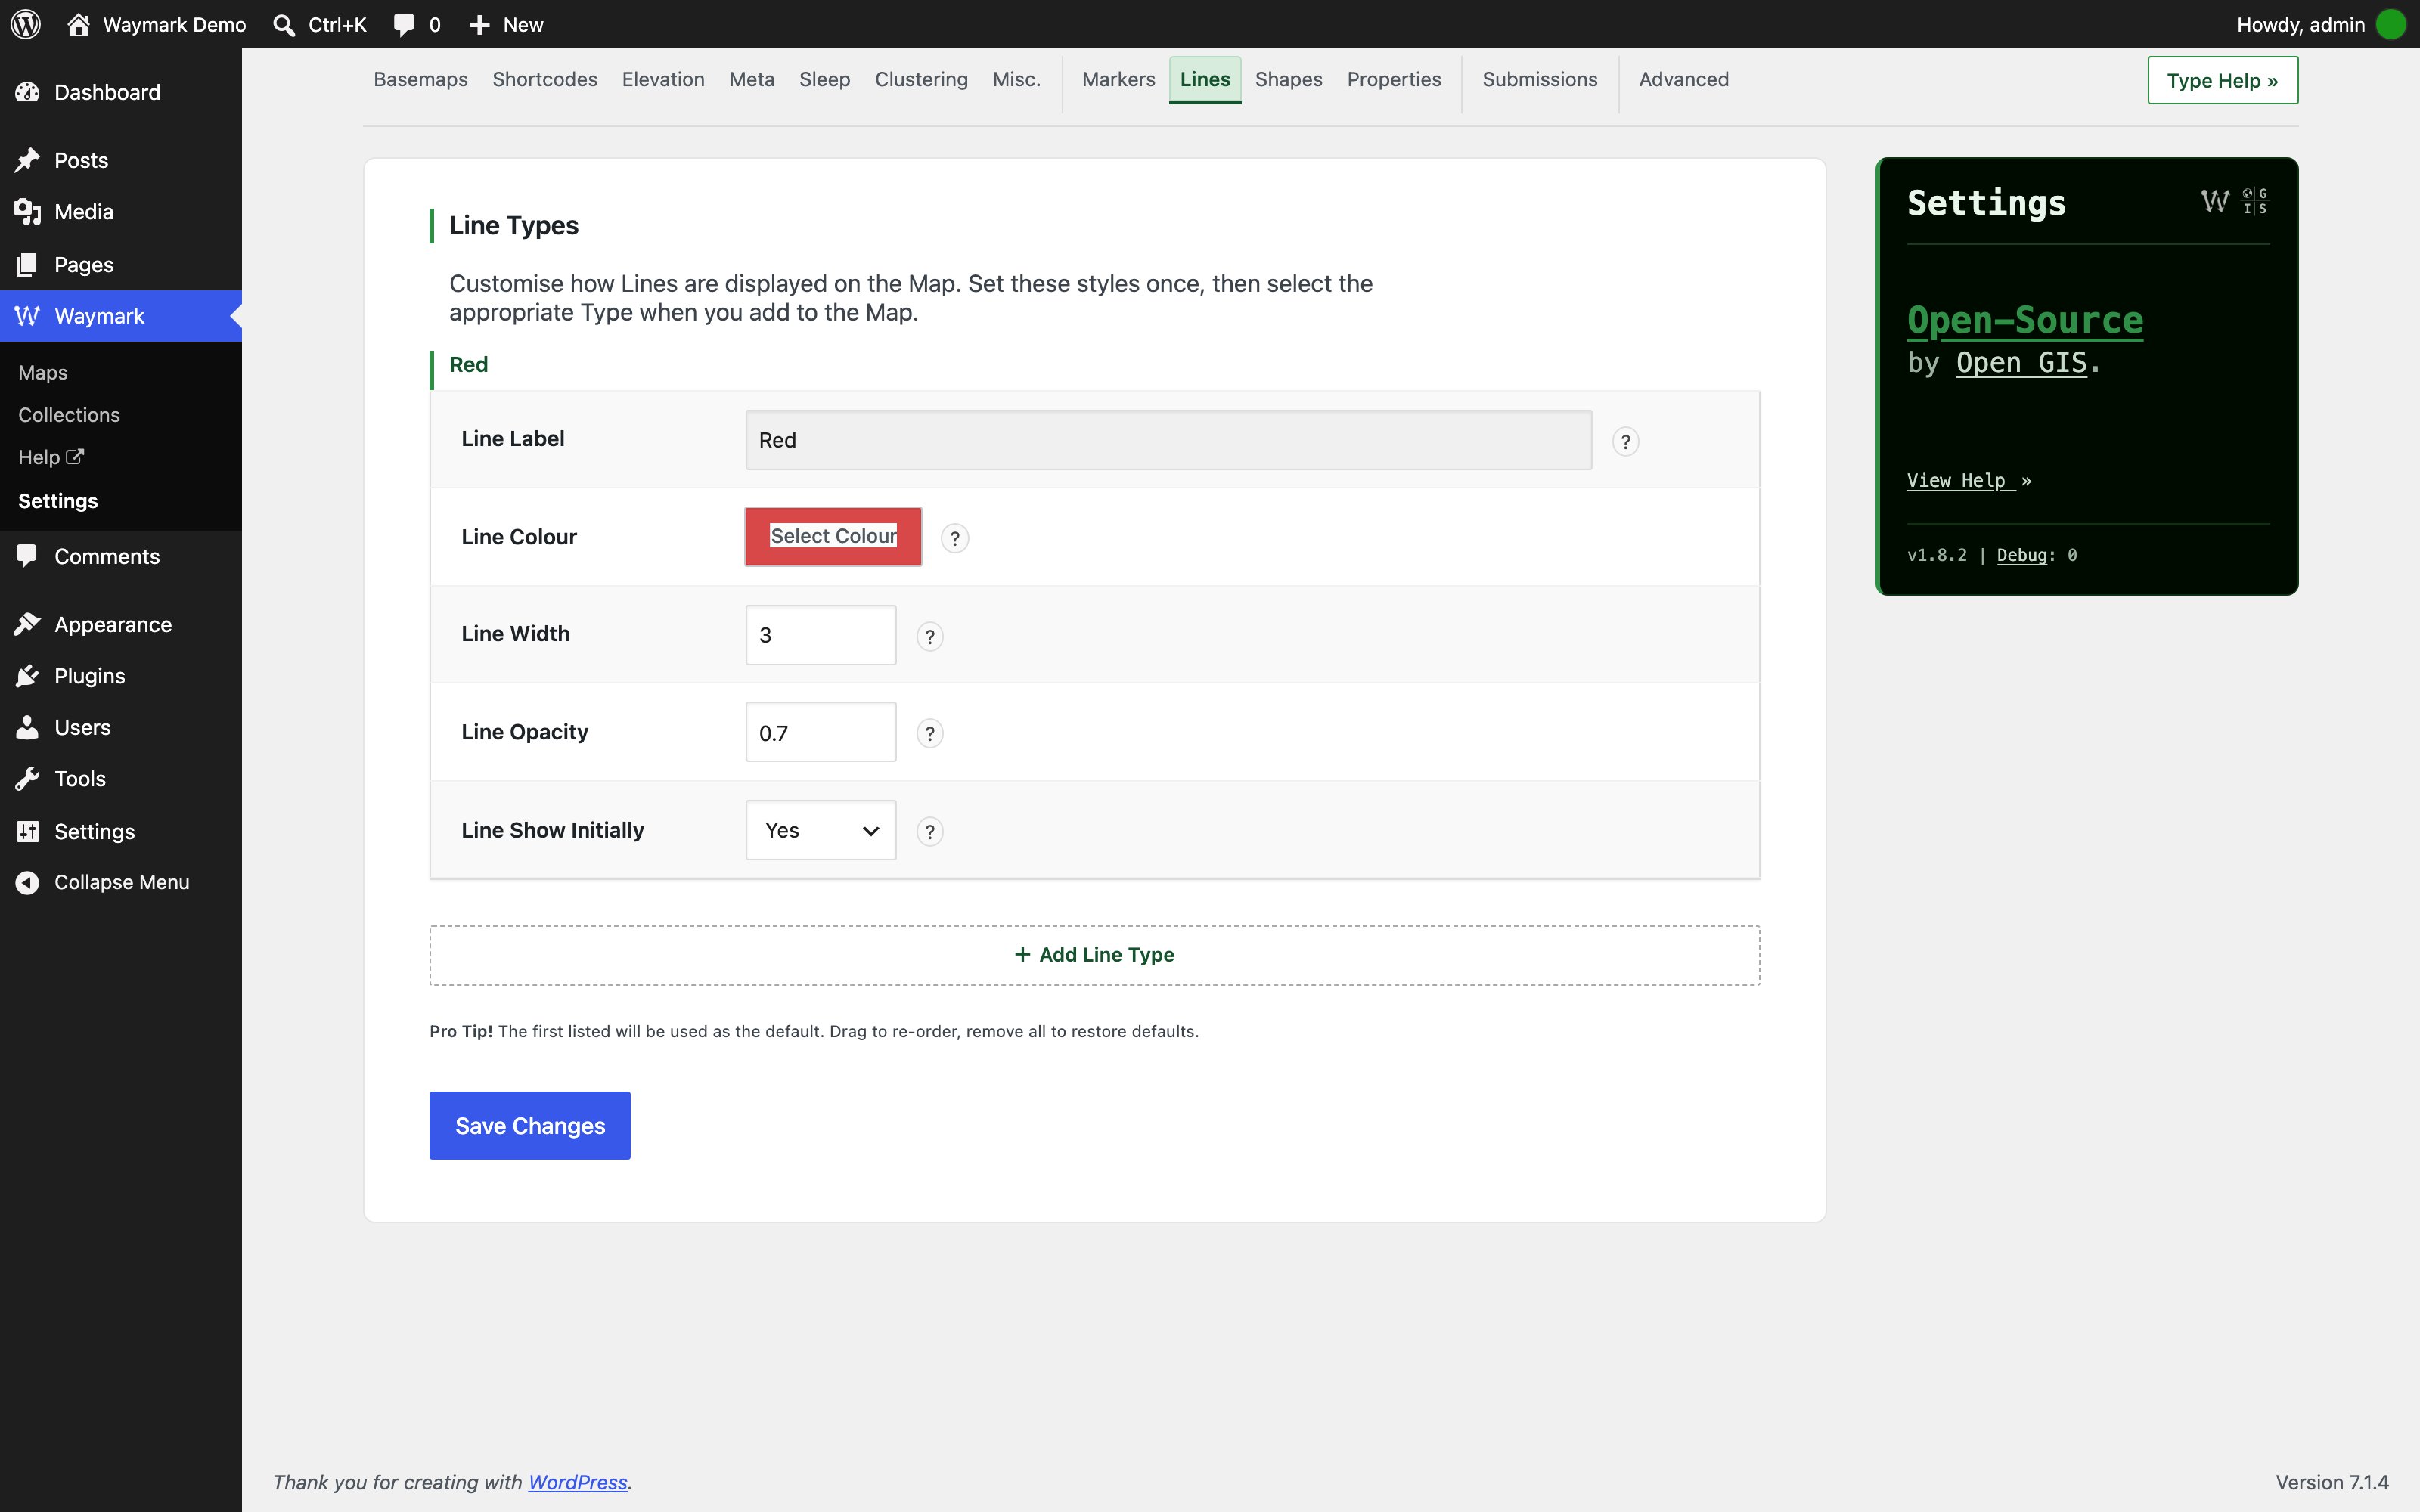 Waymark Demo Ctrl+K 0 New Howdy, admin
Dashboard
Posts
Media
Pages
Waymark
Maps
Collections
Help
Settings
Comments
Appearance
Plugins
Users
Tools
Settings
Collapse Menu
Basemaps Shortcodes Elevation Meta Sleep Clustering Misc. Markers Lines Shapes Properties Submissions Advanced Type Help »
Line Types
Customise how Lines are displayed on the Map. Set these styles once, then select the
appropriate Type when you add to the Map.
Red
Line Label Red ?
Line Colour Select Colour ?
Line Width 3 ?
Line Opacity 0.7 ?
Line Show Initially Yes ?
+ Add Line Type
Pro Tip! The first listed will be used as the default. Drag to re-order, remove all to restore defaults.
Save Changes
Settings W G
I S
Open-Source
by Open GIS.
View Help »
v1.8.2 | Debug: 0
Thank you for creating with WordPress. Version 7.1.4